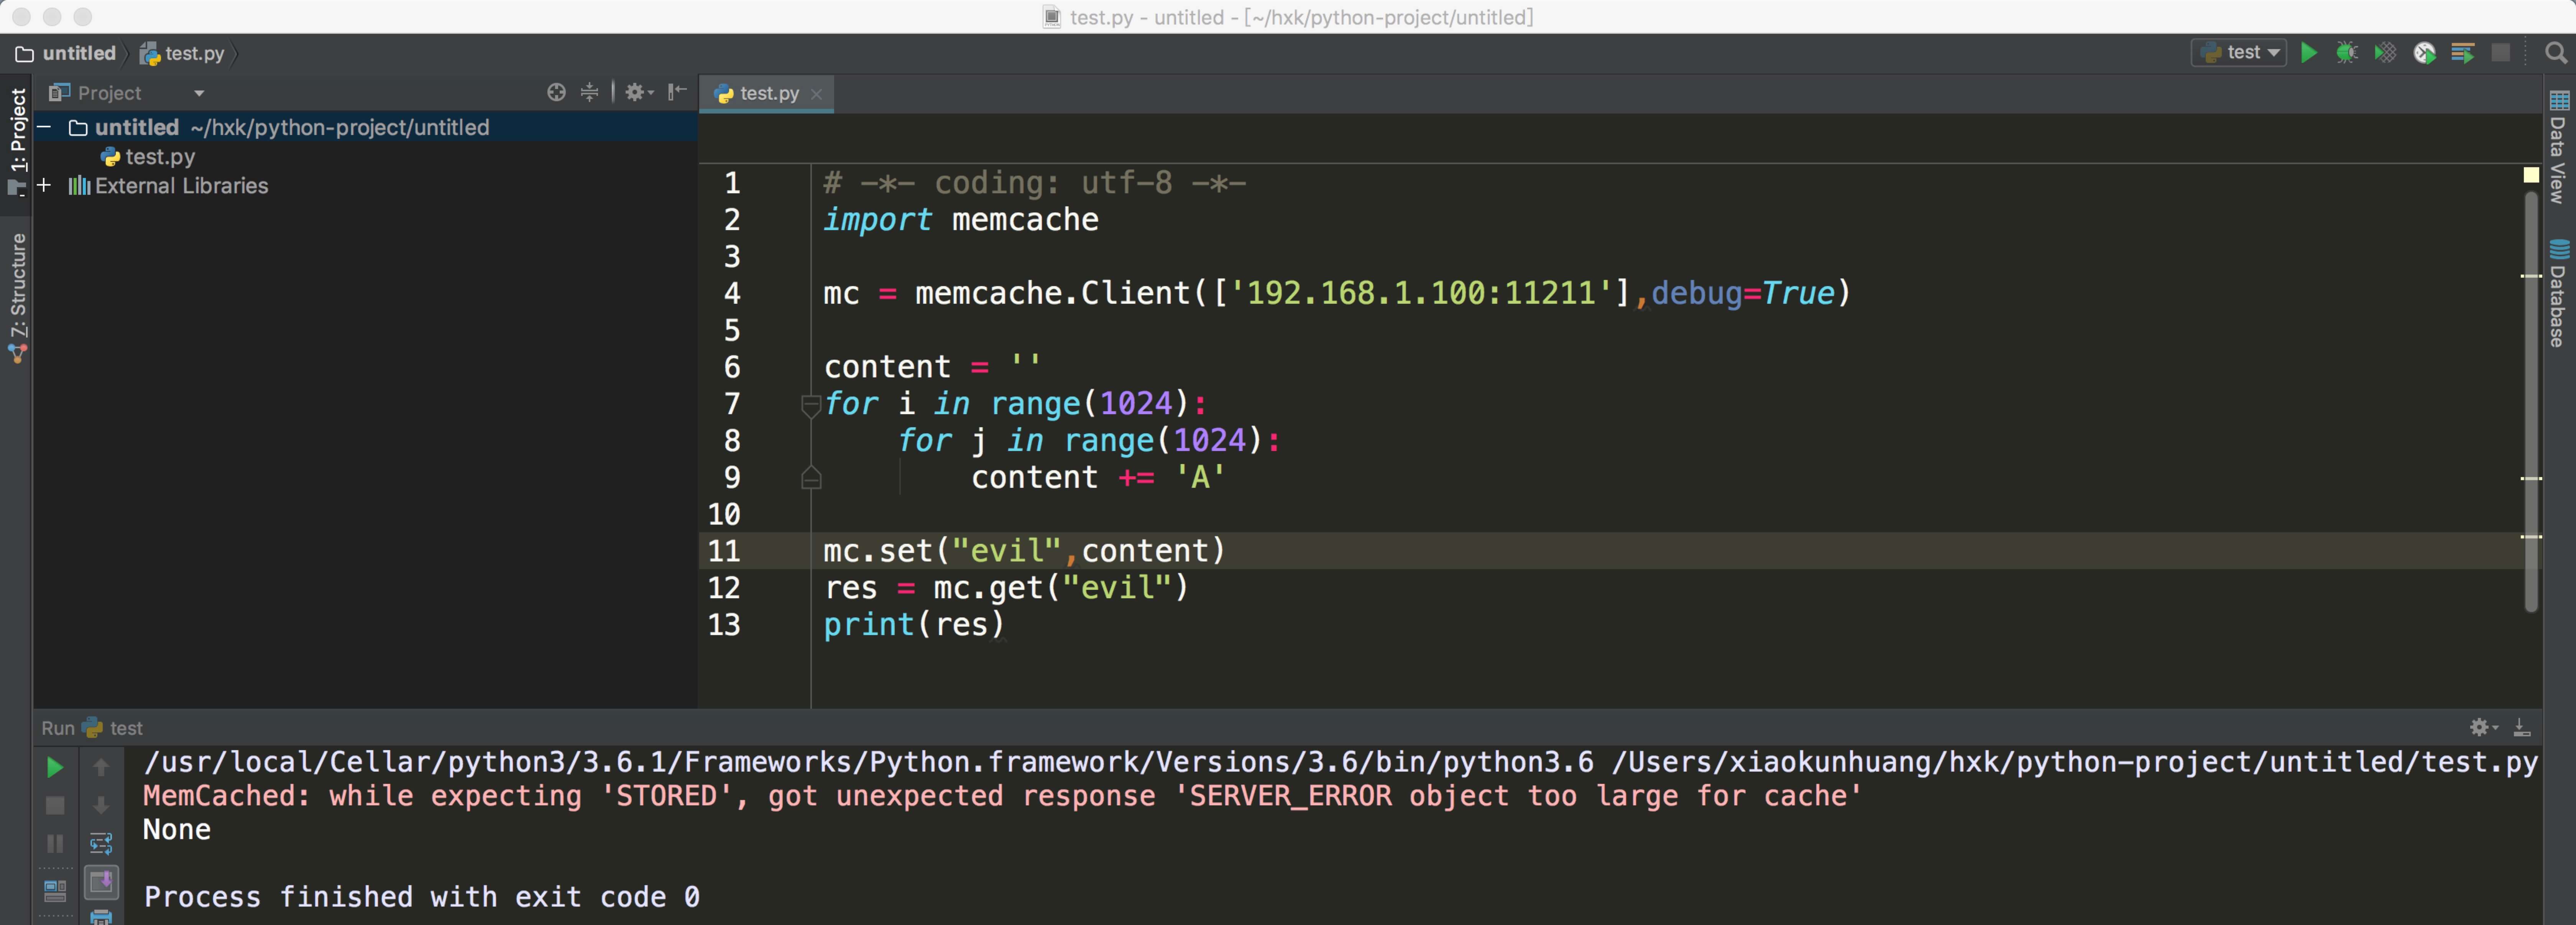 test.py - untitled - [~/hxk/python-project/untitled]
untitled test.py test
Project
untitled ~/hxk/python-project/untitled
test.py
External Libraries
1: Project
Z: Structure
test.py
1 # -*- coding: utf-8 -*-
2 import memcache
3
4 mc = memcache.Client(['192.168.1.100:11211'],debug=True)
5
6 content = ''
7 for i in range(1024):
8     for j in range(1024):
9         content += 'A'
10
11 mc.set("evil",content)
12 res = mc.get("evil")
13 print(res)
Data View
Database
Run test
/usr/local/Cellar/python3/3.6.1/Frameworks/Python.framework/Versions/3.6/bin/python3.6 /Users/xiaokunhuang/hxk/python-project/untitled/test.py
MemCached: while expecting 'STORED', got unexpected response 'SERVER_ERROR object too large for cache'
None
Process finished with exit code 0